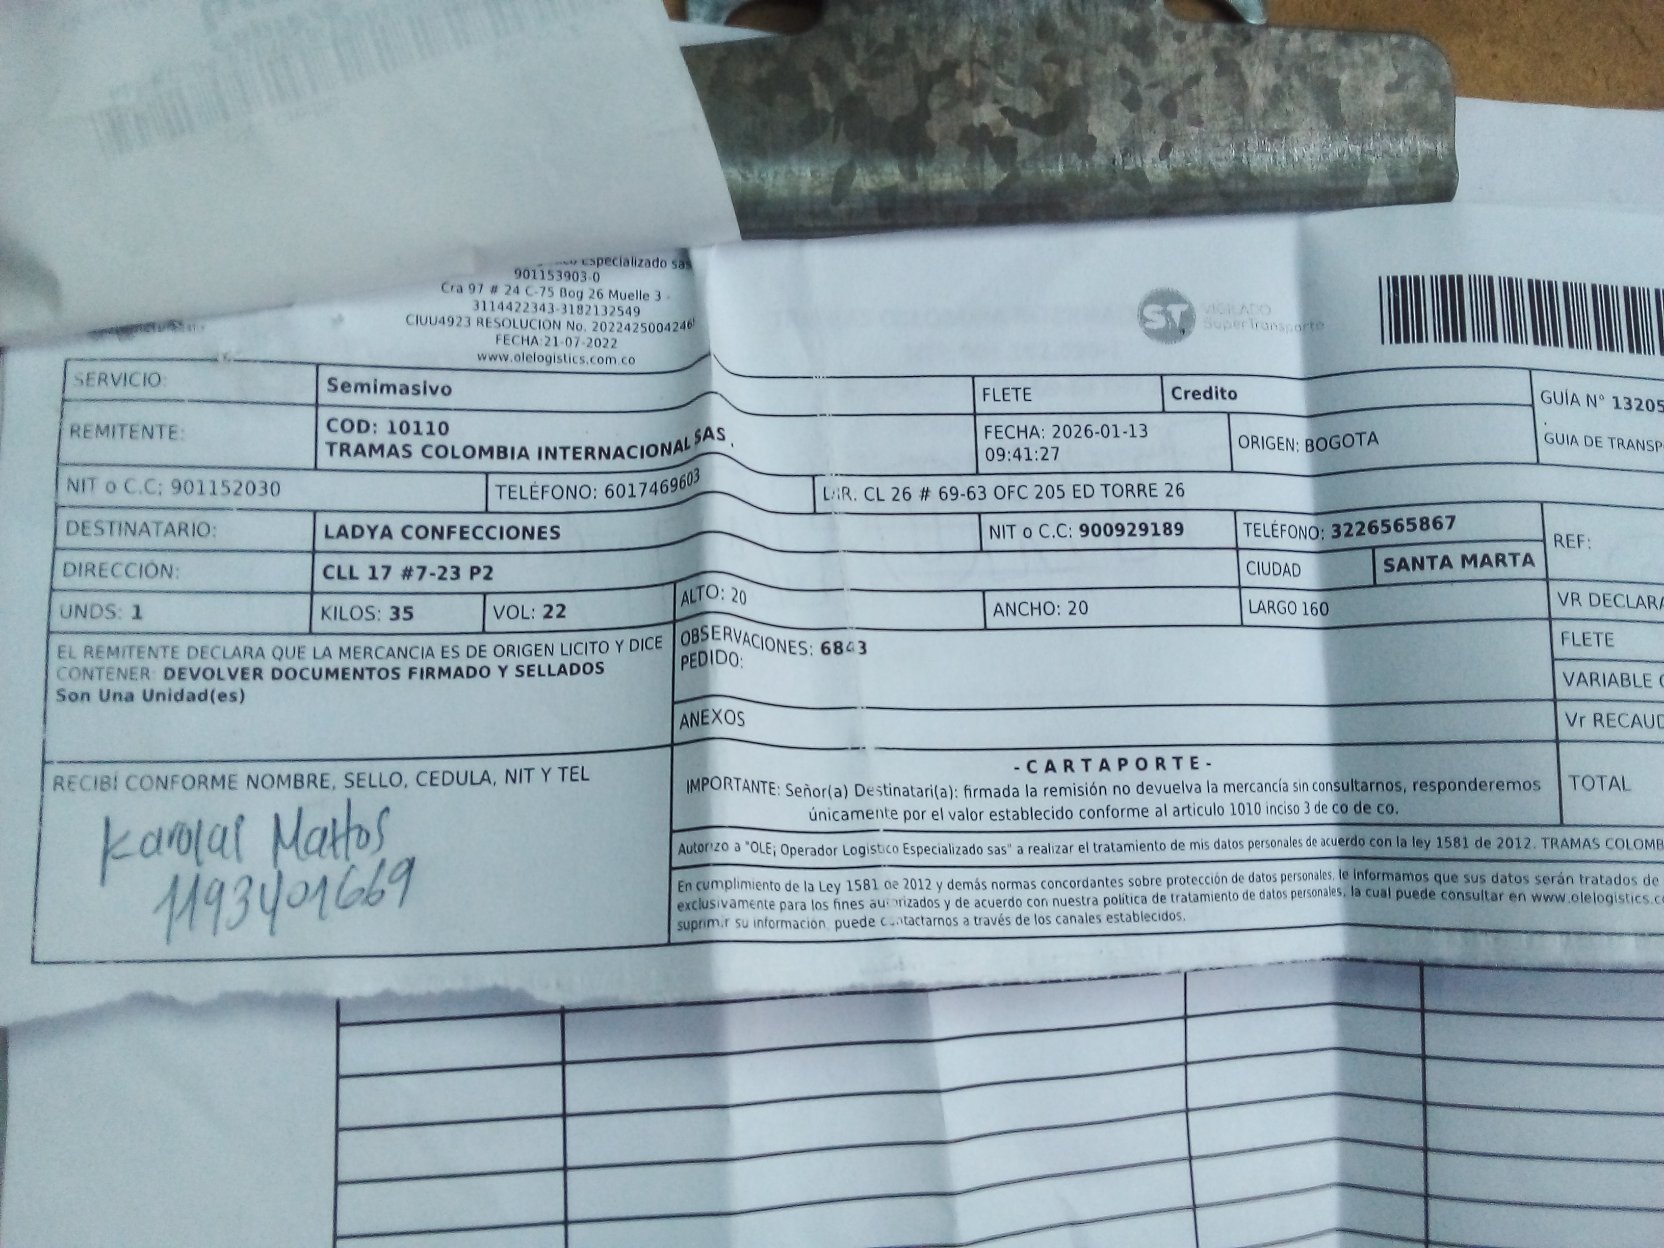 Especializado sas
901153903-0
Cra 97 # 24 C-75 Bog 26 Muelle 3 -
3114422343-3182132549
CIUU4923 RESOLUCION No. 2022425004246
FECHA 21-07-2022
www.olelogistics.com.co
ST VIGILADO
SuperTransporte
SERVICIO: Semimasivo FLETE Credito GUÍA N° 13205
REMITENTE: COD: 10110
TRAMAS COLOMBIA INTERNACIONAL SAS .
FECHA: 2026-01-13
09:41:27
ORIGEN: BOGOTA
GUIA DE TRANSP
NIT o C.C: 901152030 TELÉFONO: 6017469603 DIR. CL 26 # 69-63 OFC 205 ED TORRE 26
DESTINATARIO: LADYA CONFECCIONES NIT o C.C: 900929189 TELÉFONO: 3226565867 REF:
DIRECCIÓN: CLL 17 #7-23 P2 CIUDAD SANTA MARTA
UNDS: 1 KILOS: 35 VOL: 22 ALTO: 20 ANCHO: 20 LARGO 160 VR DECLARA
EL REMITENTE DECLARA QUE LA MERCANCIA ES DE ORIGEN LICITO Y DICE
CONTENER: DEVOLVER DOCUMENTOS FIRMADO Y SELLADOS
Son Una Unidad(es)
OBSERVACIONES: 6843
PEDIDO:
FLETE
VARIABLE
ANEXOS
Vr RECAUD
RECIBÍ CONFORME NOMBRE, SELLO, CEDULA, NIT Y TEL
Mattos
1193401669
-CARTAPORTE-
IMPORTANTE: Señor(a) Destinatari(a): firmada la remisión no devuelva la mercancía sin consultarnos, responderemos
únicamente por el valor establecido conforme al articulo 1010 inciso 3 de co de co.
TOTAL
Autorizo a "OLE; Operador Logistico Especializado sas" a realizar el tratamiento de mis datos personales de acuerdo con la ley 1581 de 2012. TRAMAS COLOMB
En cumplimiento de la Ley 1581 de 2012 y demás normas concordantes sobre protección de datos personales, le informamos que sus datos serán tratados de
exclusivamente para los fines autorizados y de acuerdo con nuestra política de tratamiento de datos personales, la cual puede consultar en www.olelogistics.co
suprimir su información, puede contactarnos a través de los canales establecidos.